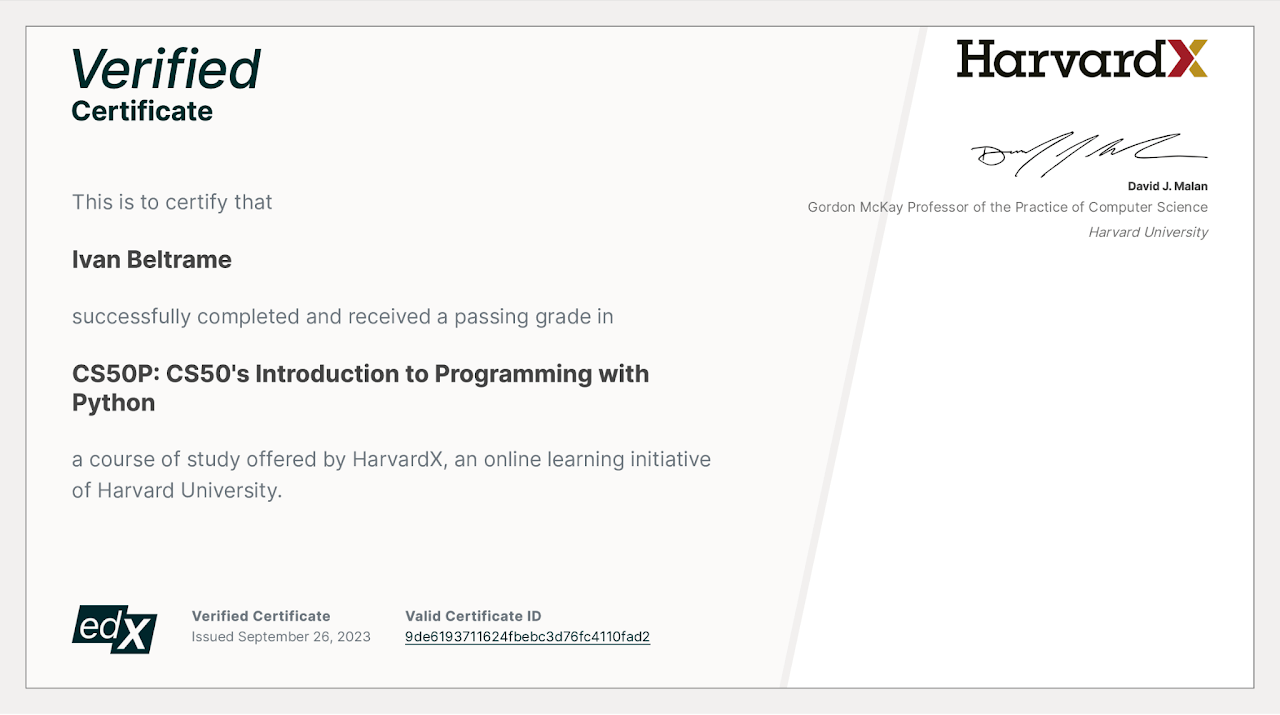 Verified
Certificate
HarvardX
David J. Malan
Gordon McKay Professor of the Practice of Computer Science
Harvard University
This is to certify that
Ivan Beltrame
successfully completed and received a passing grade in
CS50P: CS50's Introduction to Programming with
Python
a course of study offered by HarvardX, an online learning initiative
of Harvard University.
edX
Verified Certificate
Issued September 26, 2023
Valid Certificate ID
9de6193711624fbebc3d76fc4110fad2